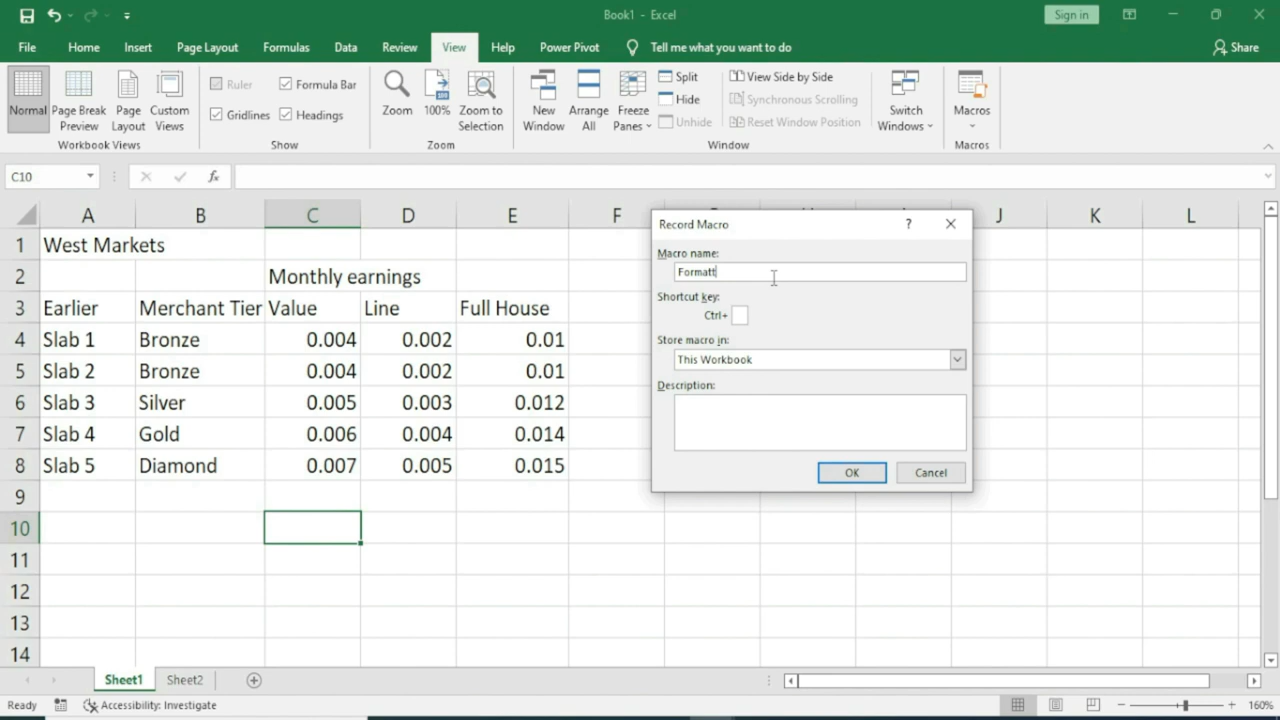 Book1 - Excel
Sign in
File Home Insert Page Layout Formulas Data Review View Help Power Pivot Tell me what you want to do Share
Normal
Page Break Preview
Page Layout
Custom Views
Workbook Views
Ruler
Formula Bar
Gridlines
Headings
Show
Zoom
100%
Zoom to Selection
Zoom
New Window
Arrange All
Freeze Panes
Split
Hide
Unhide
View Side by Side
Synchronous Scrolling
Reset Window Position
Window
Switch Windows
Macros
Macros
C10
fx
A B C D E F J K L
1 West Markets
2 Monthly earnings
3 Earlier Merchant Tier Value Line Full House
4 Slab 1 Bronze 0.004 0.002 0.01
5 Slab 2 Bronze 0.004 0.002 0.01
6 Slab 3 Silver 0.005 0.003 0.012
7 Slab 4 Gold 0.006 0.004 0.014
8 Slab 5 Diamond 0.007 0.005 0.015
9
10
11
12
13
14
Record Macro ?
Macro name:
Formatt
Shortcut key:
Ctrl+
Store macro in:
This Workbook
Description:
OK Cancel
Sheet1 Sheet2
Ready Accessibility: Investigate 160%